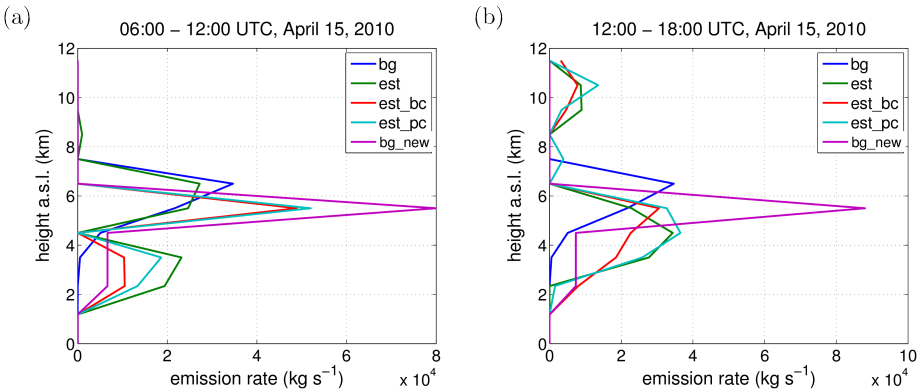 (a)
06:00 − 12:00 UTC, April 15, 2010
12
10
8
6
4
2
0
height a.s.l. (km)
bg
est
est_bc
est_pc
bg_new
0 2 4 6 8
emission rate (kg s⁻¹)
x 10⁴
(b)
12:00 − 18:00 UTC, April 15, 2010
12
10
8
6
4
2
0
height a.s.l. (km)
bg
est
est_bc
est_pc
bg_new
0 2 4 6 8 10
emission rate (kg s⁻¹)
x 10⁴